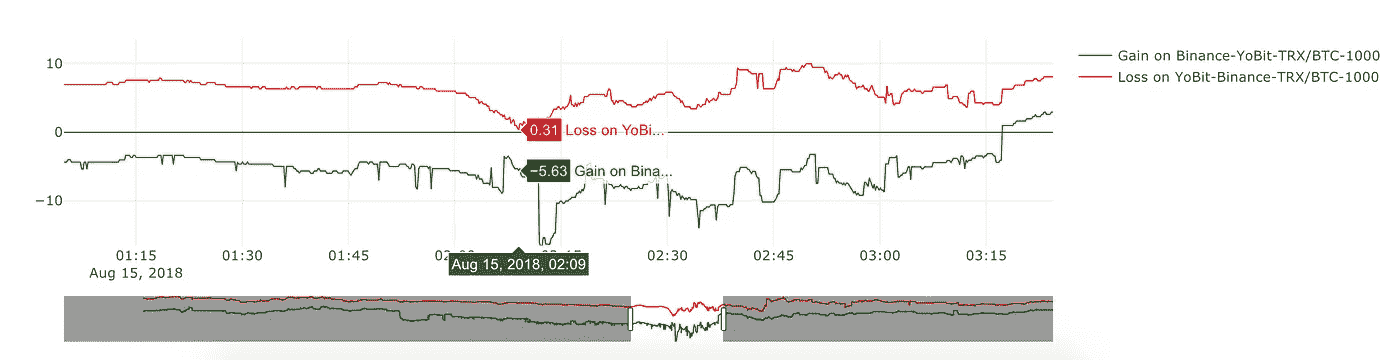 10
0
−10
Gain on Binance-YoBit-TRX/BTC-1000
Loss on YoBit-Binance-TRX/BTC-1000
0.31 Loss on YoBi...
−5.63 Gain on Bina...
01:15 01:30 01:45 02:30 02:45 03:00 03:15
Aug 15, 2018
Aug 15, 2018, 02:09